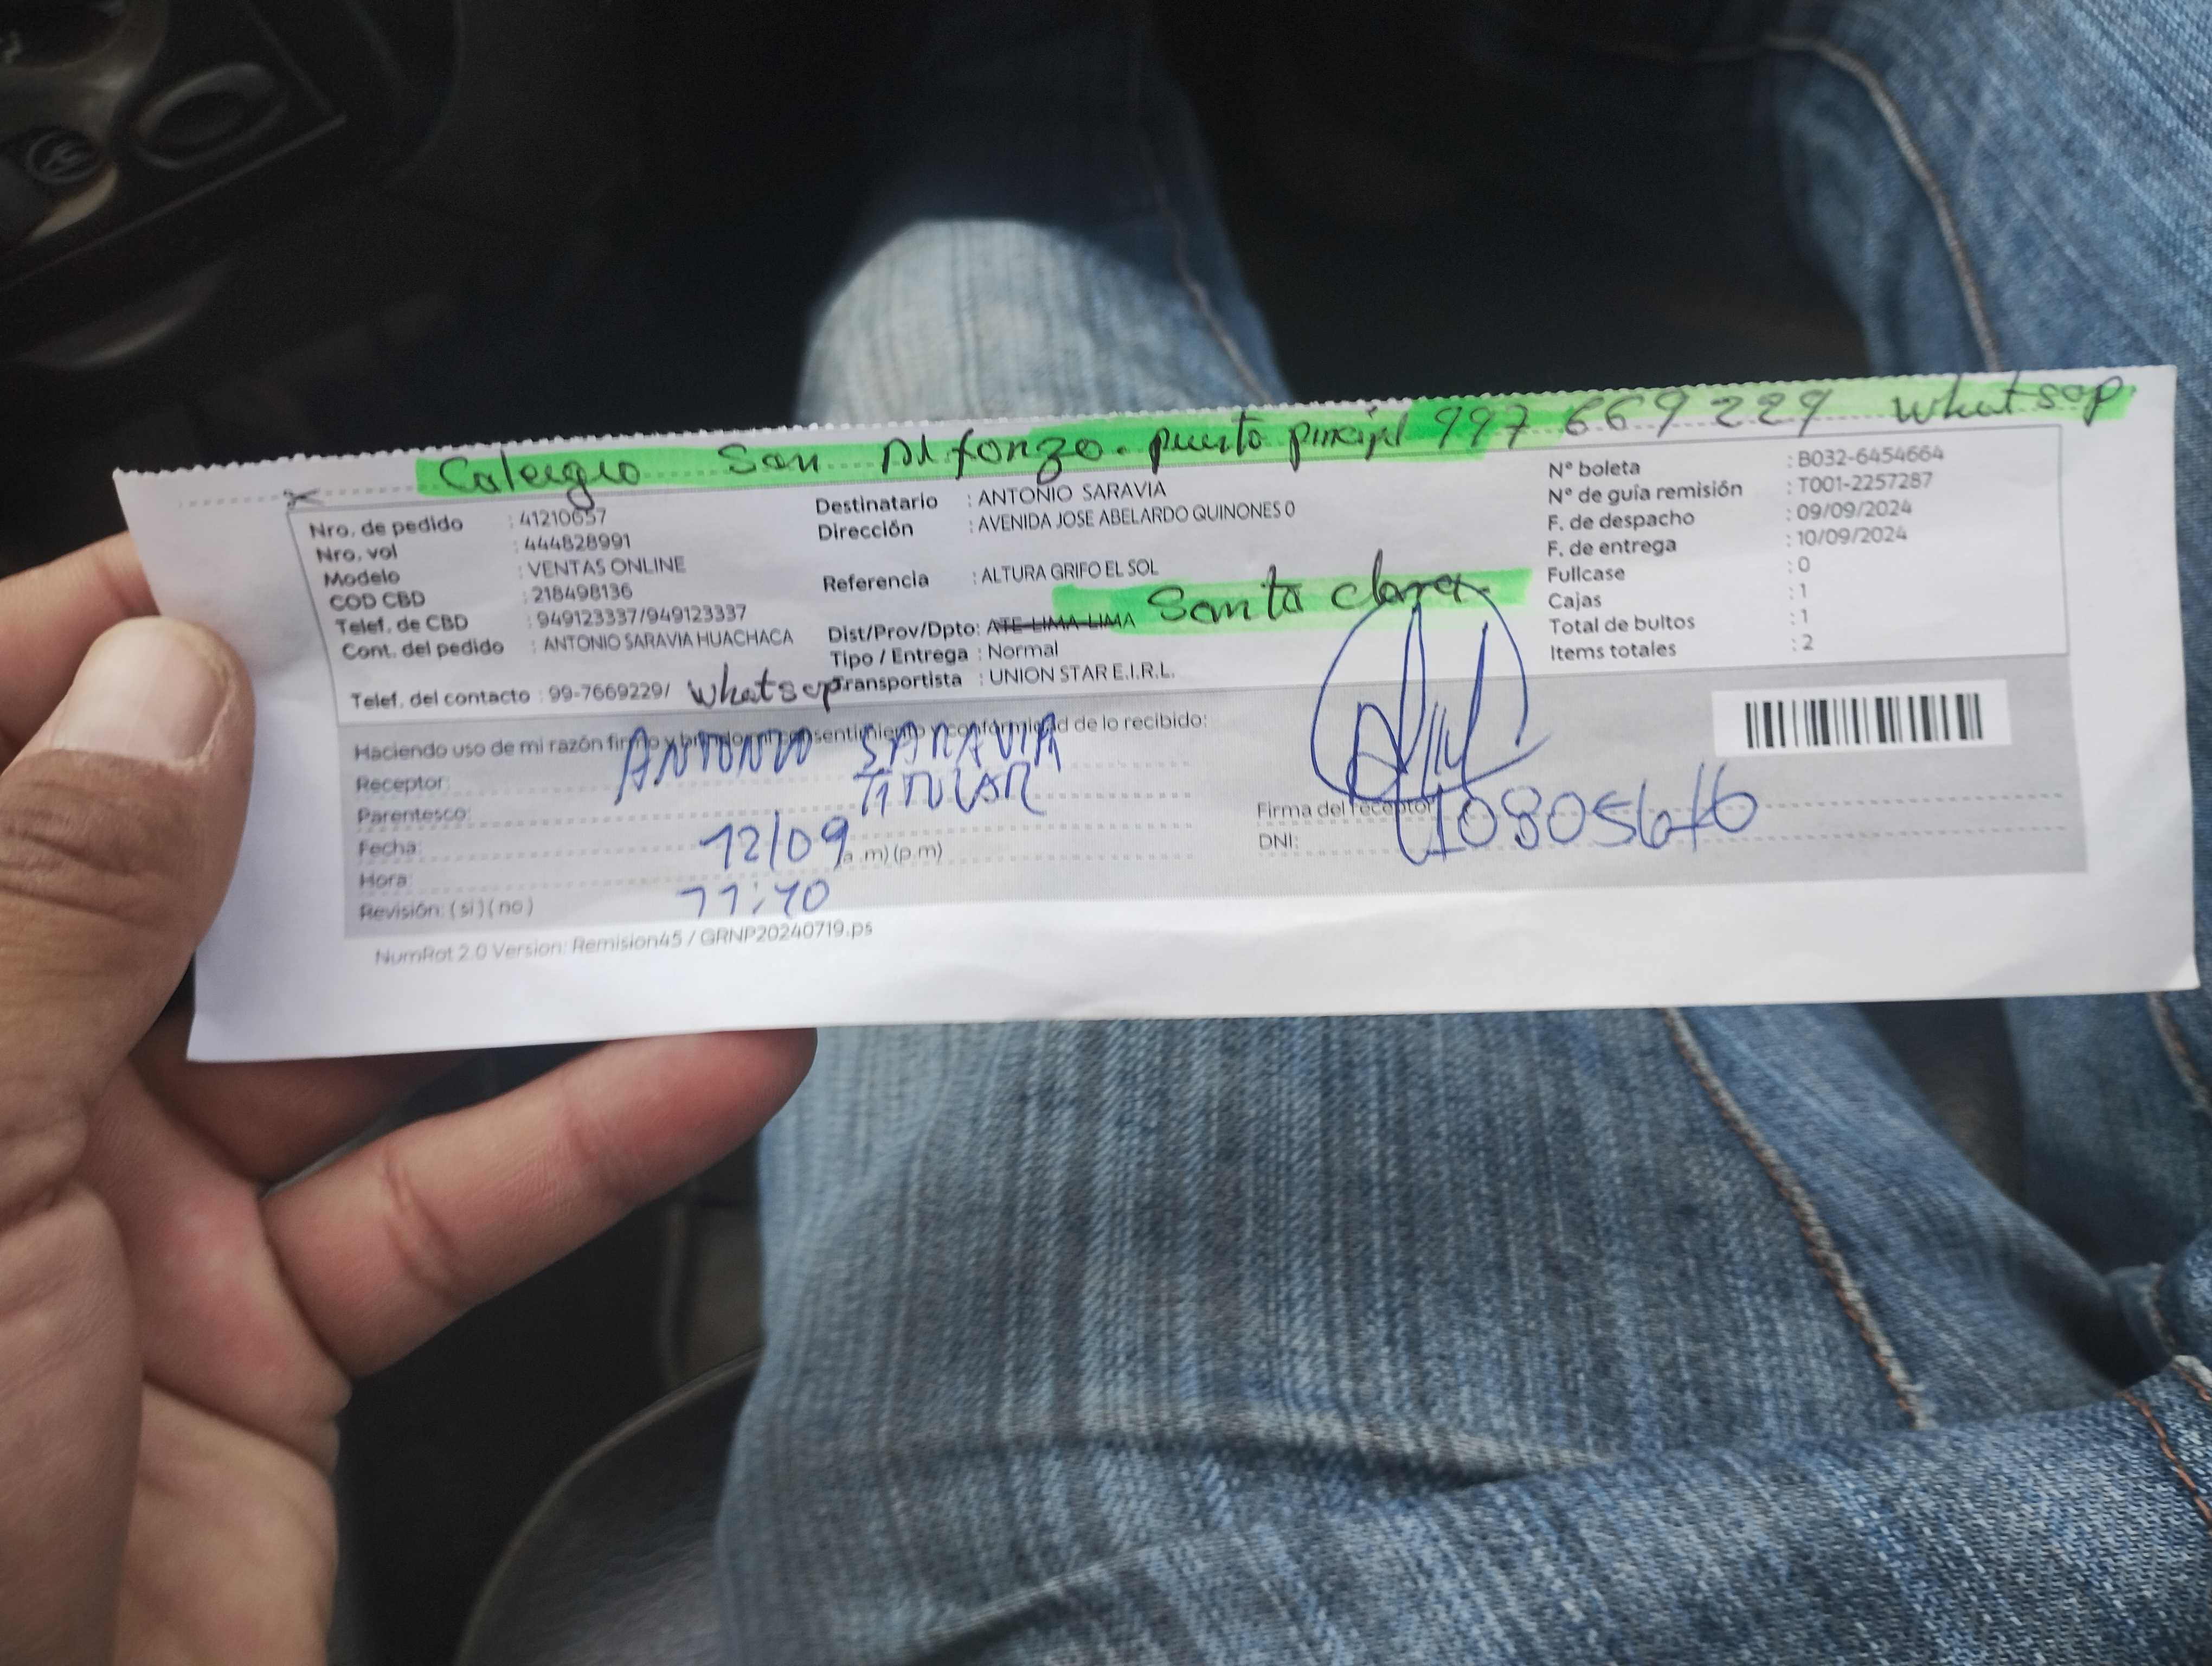 Colegio San Alfonzo. puerta principal 997 669 229 whatsap
Nro. de pedido : 41210657
Nro. vol : 444828991
Modelo : VENTAS ONLINE
COD CBD : 218498136
Telef. de CBD : 949123337/949123337
Cont. del pedido : ANTONIO SARAVIA HUACHACA
Telef. del contacto : 99-7669229/ whatsap
Destinatario : ANTONIO SARAVIA
Dirección : AVENIDA JOSE ABELARDO QUINONES 0
Referencia : ALTURA GRIFO EL SOL
Dist/Prov/Dpto: ATE-LIMA-LIMA Santa clara.
Tipo / Entrega : Normal
Transportista : UNION STAR E.I.R.L.
N° boleta : B032-6454664
N° de guía remisión : T001-2257287
F. de despacho : 09/09/2024
F. de entrega : 10/09/2024
Fullcase : 0
Cajas : 1
Total de bultos : 1
Items totales : 2
Haciendo uso de mi razón firmo y brindo mi consentimiento y conformidad de lo recibido:
Receptor: ANTONIO SARAVIA
Parentesco: TITULAR
Fecha: 12/09 (a.m) (p.m)
Hora: 11:40
Revisión: (si) (no)
Firma del receptor
DNI:
NumRot 2.0 Version: Remision45 / GRNP20240719.ps